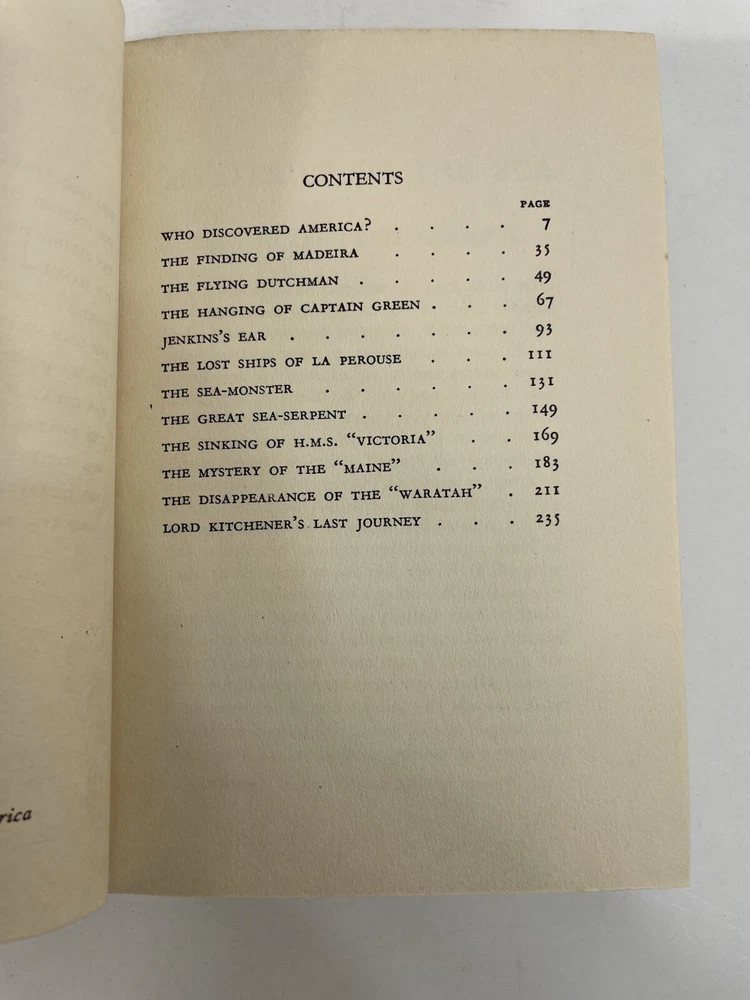 CONTENTS
PAGE
WHO DISCOVERED AMERICA? . . . . 7
THE FINDING OF MADEIRA . . . . 35
THE FLYING DUTCHMAN . . . . . 49
THE HANGING OF CAPTAIN GREEN . . . 67
JENKINS'S EAR . . . . . . . 93
THE LOST SHIPS OF LA PEROUSE . . . 111
THE SEA-MONSTER . . . . . . 131
THE GREAT SEA-SERPENT . . . . . 149
THE SINKING OF H.M.S. "VICTORIA" . . 169
THE MYSTERY OF THE "MAINE" . . . 183
THE DISAPPEARANCE OF THE "WARATAH" . 211
LORD KITCHENER'S LAST JOURNEY . . . 235
rica